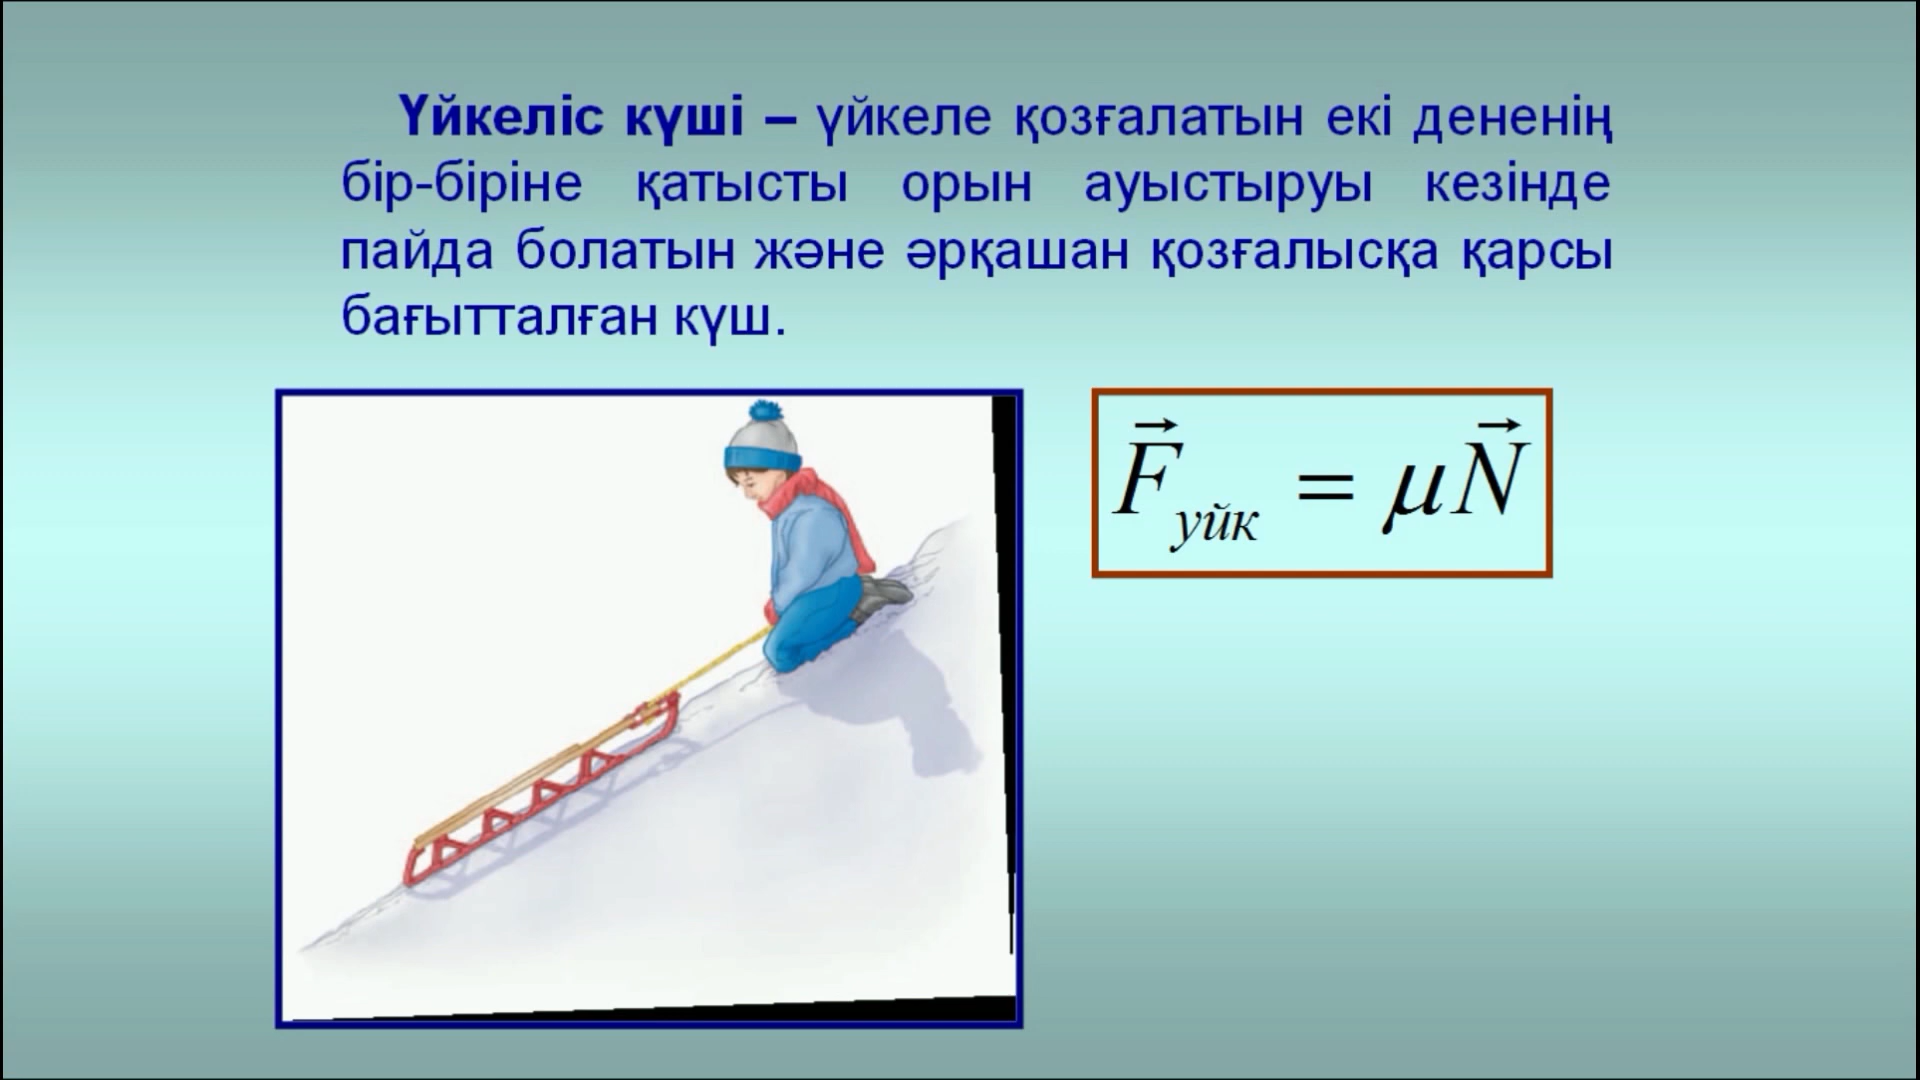 Үйкеліс күші – үйкеле қозғалатын екі дененің
бір-біріне қатысты орын ауыстыруы кезінде
пайда болатын және әрқашан қозғалысқа қарсы
бағытталған күш.
F⃗уйк = μN⃗